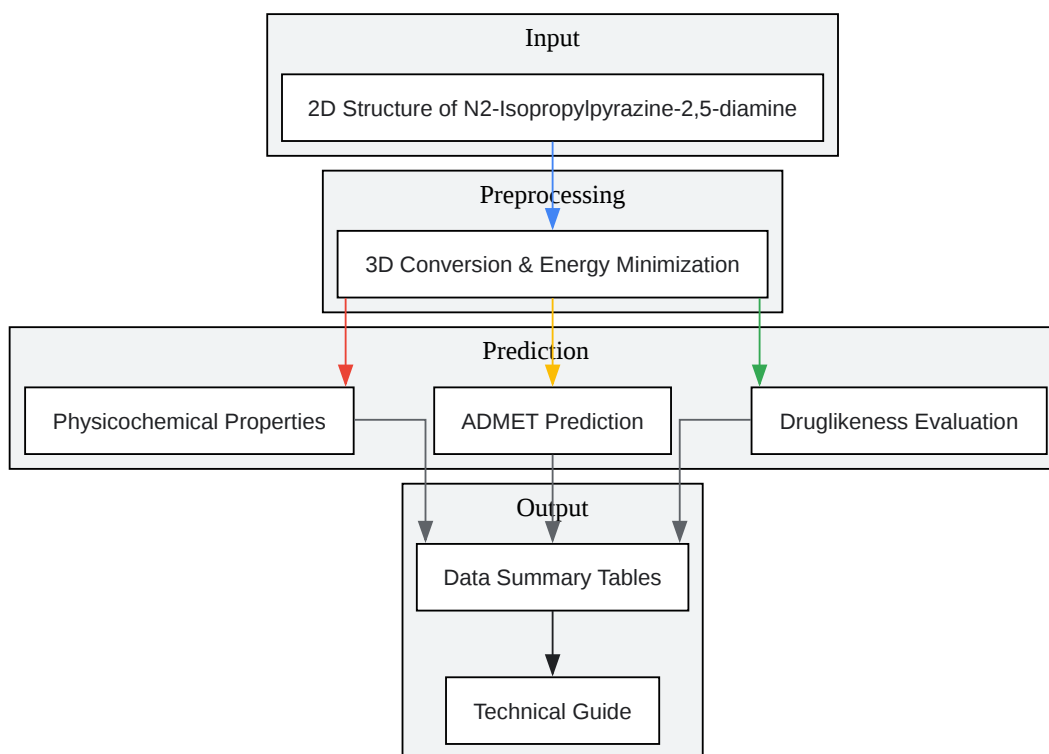 Input
2D Structure of N2-Isopropylpyrazine-2,5-diamine
Preprocessing
3D Conversion & Energy Minimization
Prediction
Physicochemical Properties
ADMET Prediction
Druglikeness Evaluation
Output
Data Summary Tables
Technical Guide